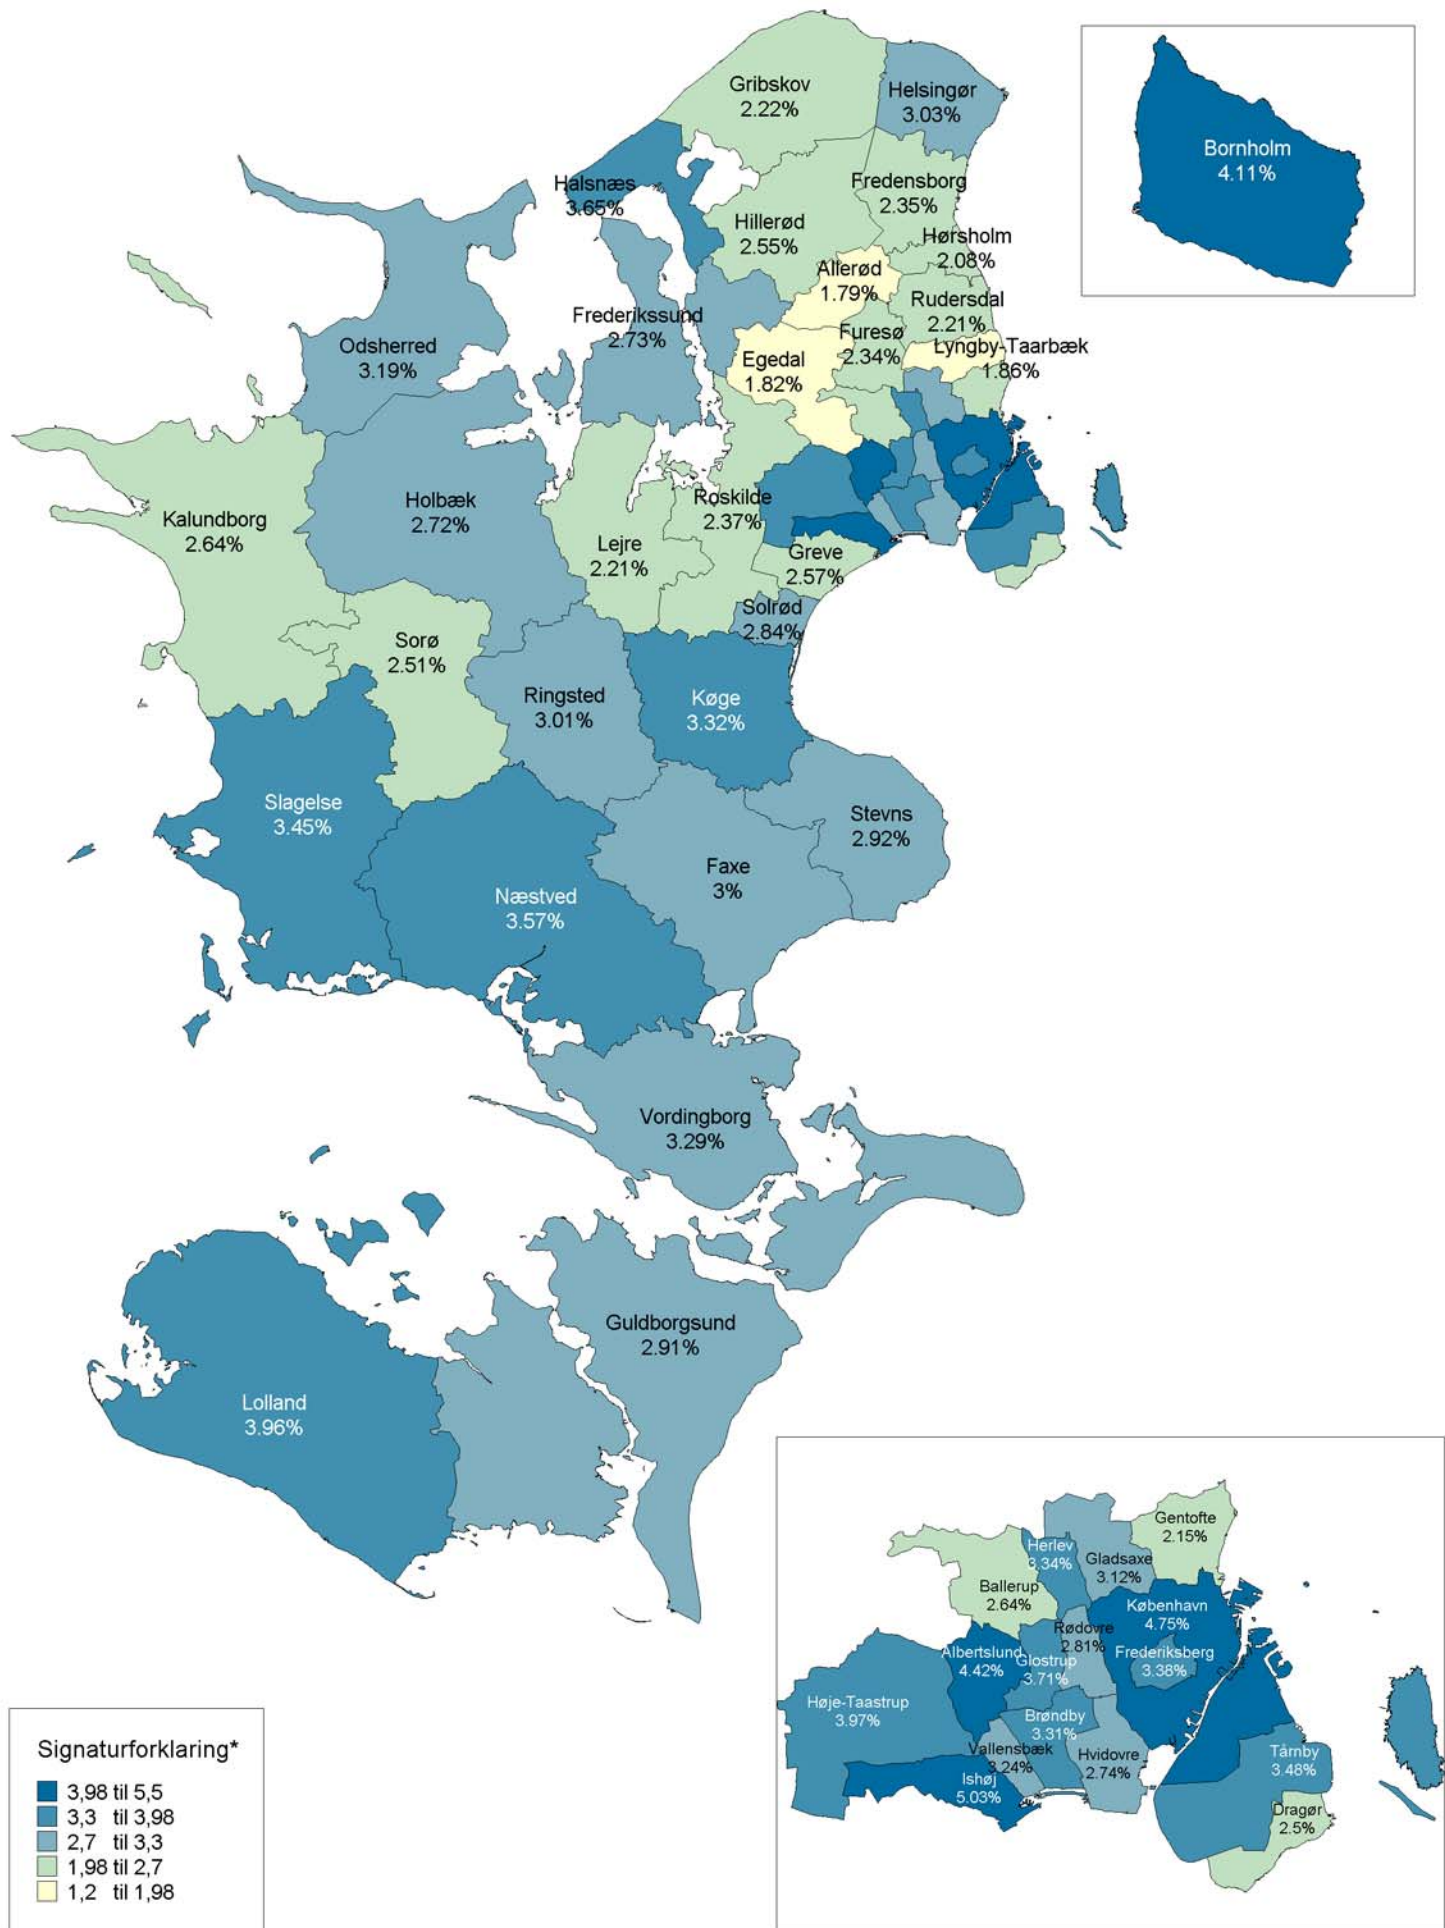 Gribskov
2.22%
Helsingør
3.03%
Bornholm
4.11%
Halsnæs
3.65%
Fredensborg
2.35%
Hillerød
2.55%
Hørsholm
2.08%
Allerød
1.79%
Rudersdal
2.21%
Frederikssund
2.73%
Furesø
2.34%
Lyngby-Taarbæk
1.86%
Odsherred
3.19%
Egedal
1.82%
Holbæk
2.72%
Roskilde
2.37%
Kalundborg
2.64%
Lejre
2.21%
Greve
2.57%
Solrød
2.84%
Sorø
2.51%
Ringsted
3.01%
Køge
3.32%
Slagelse
3.45%
Stevns
2.92%
Faxe
3%
Næstved
3.57%
Vordingborg
3.29%
Guldborgsund
2.91%
Lolland
3.96%
Gentofte
2.15%
Herlev
3.34%
Gladsaxe
3.12%
Ballerup
2.64%
København
4.75%
Rødovre
2.81%
Albertslund
4.42%
Glostrup
3.71%
Frederiksberg
3.38%
Høje-Taastrup
3.97%
Brøndby
3.31%
Vallensbæk
3.24%
Hvidovre
2.74%
Tårnby
3.48%
Ishøj
5.03%
Dragør
2.5%
Signaturforklaring*
3,98 til 5,5
3,3 til 3,98
2,7 til 3,3
1,98 til 2,7
1,2 til 1,98